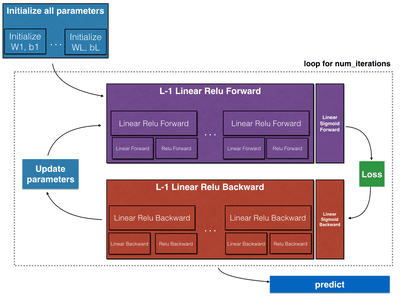 Initialize all parameters
Initialize
W1, b1
...
Initialize
WL, bL
loop for num_iterations
L-1 Linear Relu Forward
Linear Relu Forward
...
Linear Relu Forward
Linear Forward
Relu Forward
Linear Forward
Relu Forward
Linear
Sigmoid
Forward
Update
parameters
Loss
L-1 Linear Relu Backward
Linear Relu Backward
...
Linear Relu Backward
Linear Backward
Relu Backward
Linear Backward
Relu Backward
Linear
Sigmoid
Backward
predict